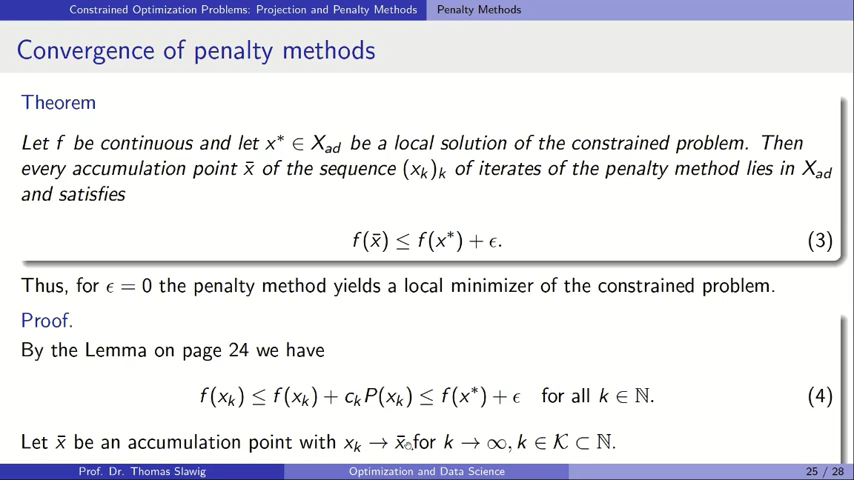 Constrained Optimization Problems: Projection and Penalty Methods Penalty Methods
Convergence of penalty methods
Theorem
Let f be continuous and let x* ∈ X_ad be a local solution of the constrained problem. Then
every accumulation point x̄ of the sequence (x_k)_k of iterates of the penalty method lies in X_ad
and satisfies
f(x̄) ≤ f(x*) + ϵ. (3)
Thus, for ϵ = 0 the penalty method yields a local minimizer of the constrained problem.
Proof.
By the Lemma on page 24 we have
f(x_k) ≤ f(x_k) + c_k P(x_k) ≤ f(x*) + ϵ for all k ∈ ℕ. (4)
Let x̄ be an accumulation point with x_k → x̄ for k → ∞, k ∈ 𝒦 ⊂ ℕ.
Prof. Dr. Thomas Slawig Optimization and Data Science 25 / 28